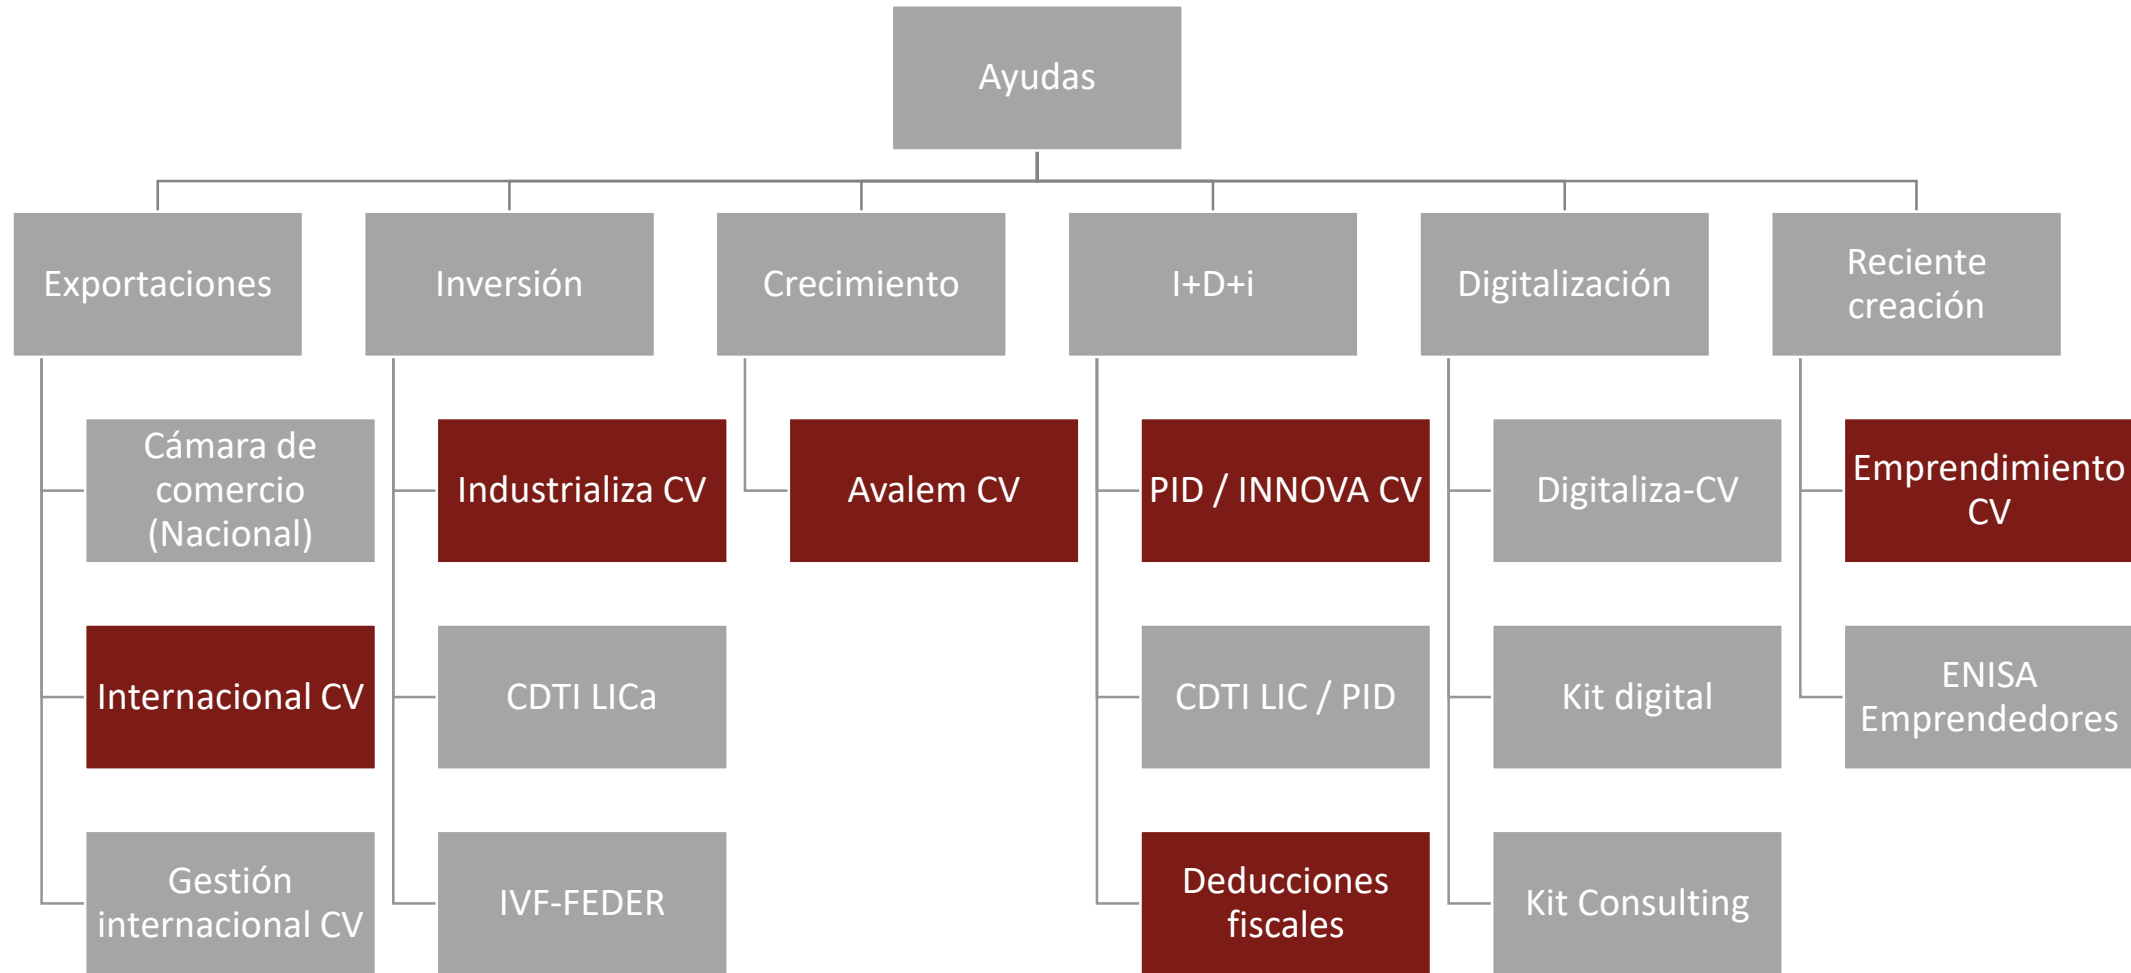 Ayudas
Exportaciones
Inversión
Crecimiento
I+D+i
Digitalización
Reciente
creación
Cámara de
comercio
(Nacional)
Internacional CV
Gestión
internacional CV
Industrializa CV
CDTI LICa
IVF-FEDER
Avalem CV
PID / INNOVA CV
CDTI LIC / PID
Deducciones
fiscales
Digitaliza-CV
Kit digital
Kit Consulting
Emprendimiento
CV
ENISA
Emprendedores